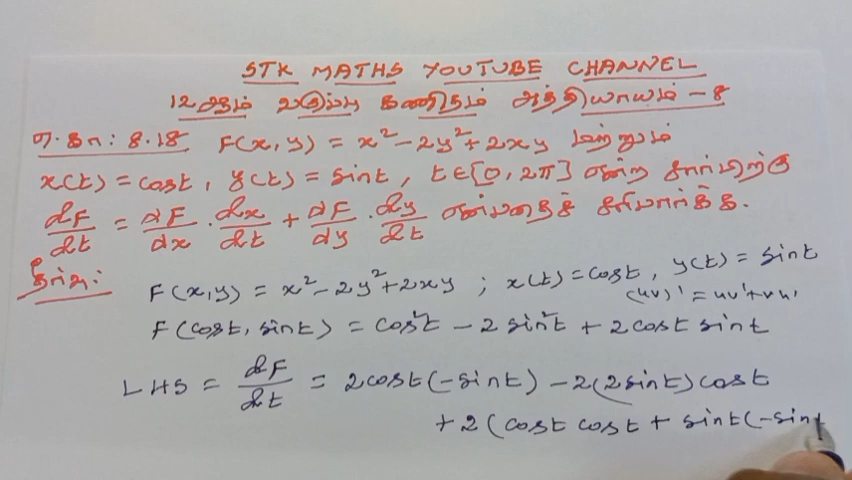 STK MATHS YOUTUBE CHANNEL
12 ஆம் வகுப்பு கணிதம் அத்தியாயம் - 8
எ.கா: 8.18 F(x,y) = x² - 2y² + 2xy மற்றும்
x(t) = cost, y(t) = sint, t∈[0, 2π] என்ற சார்பிற்கு
dF/dt = ∂F/∂x · dx/dt + ∂F/∂y · dy/dt என்பதைச் சரிபார்க்க.
தீர்வு:
F(x,y) = x² - 2y² + 2xy ; x(t) = cost, y(t) = sint
(uv)' = uv' + vu'
F(cost, sint) = cos²t - 2 sin²t + 2cost sint
LHS = dF/dt = 2cost(-sint) - 2(2sint)cost
+ 2(cost cost + sint(-sint